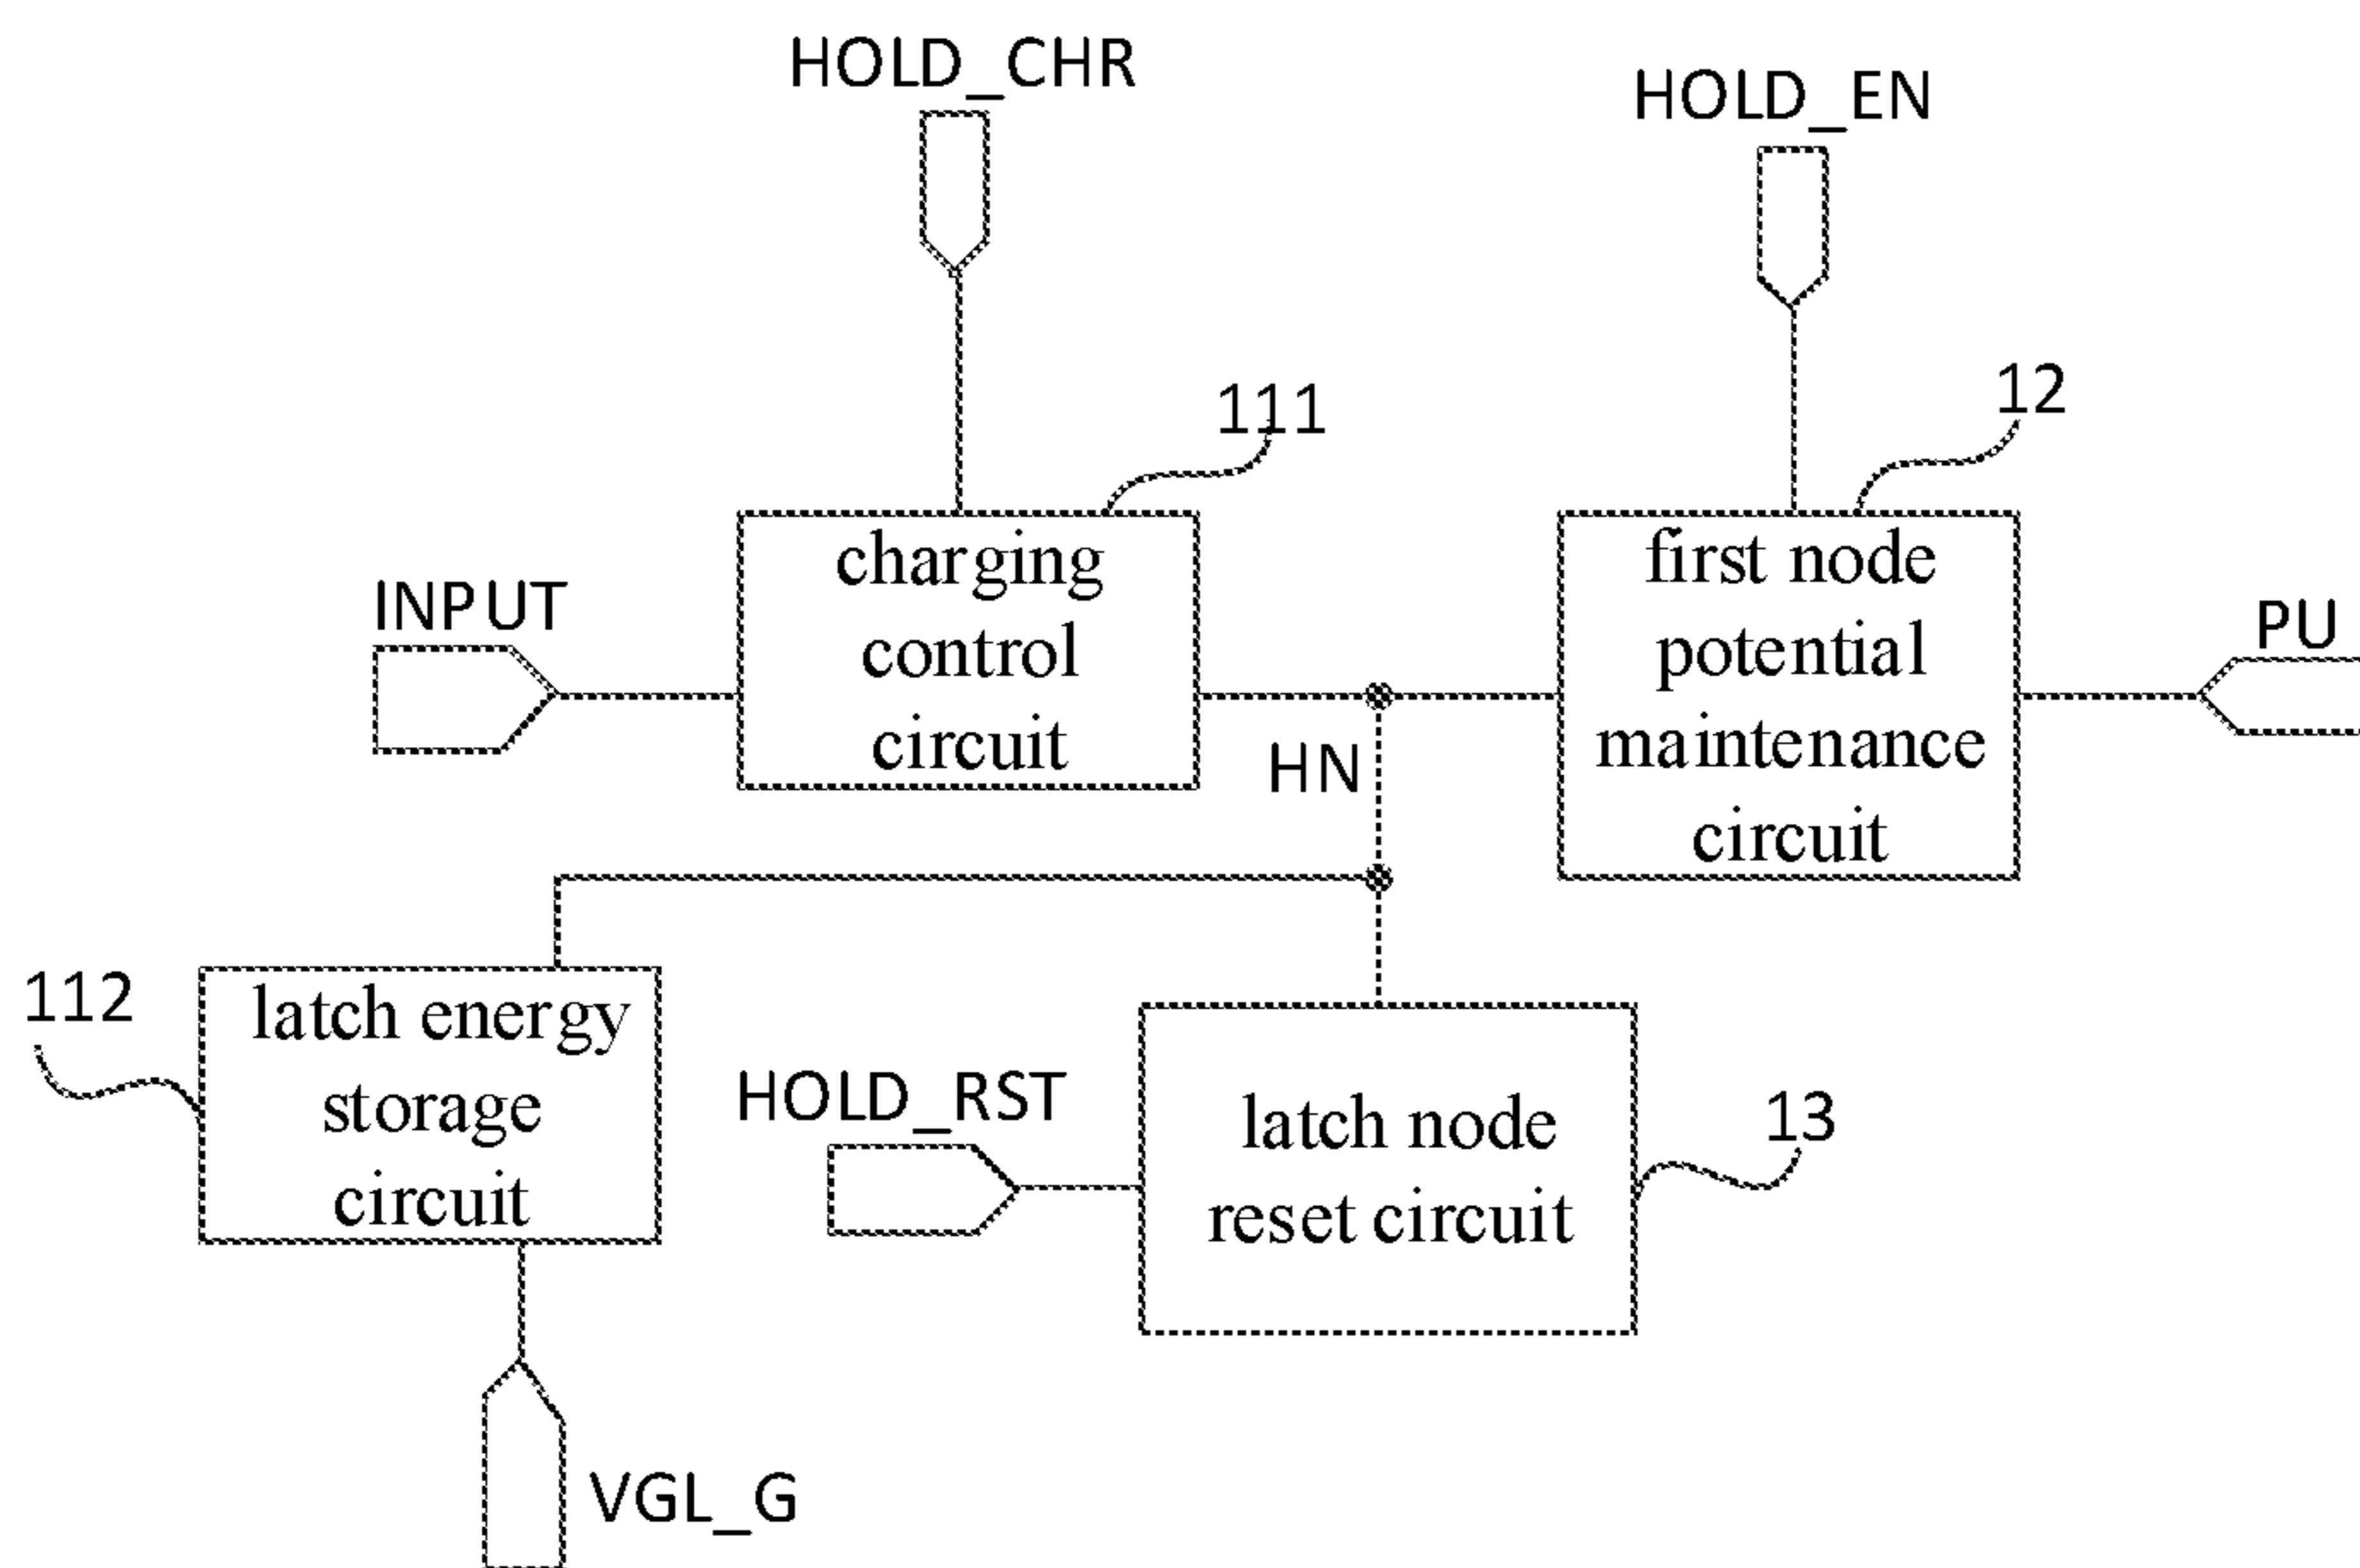 HOLD_CHR
HOLD_EN
111
12
charging
control
circuit
first node
potential
maintenance
circuit
INPUT
PU
HN
112
latch energy
storage
circuit
HOLD_RST
latch node
reset circuit
13
VGL_G